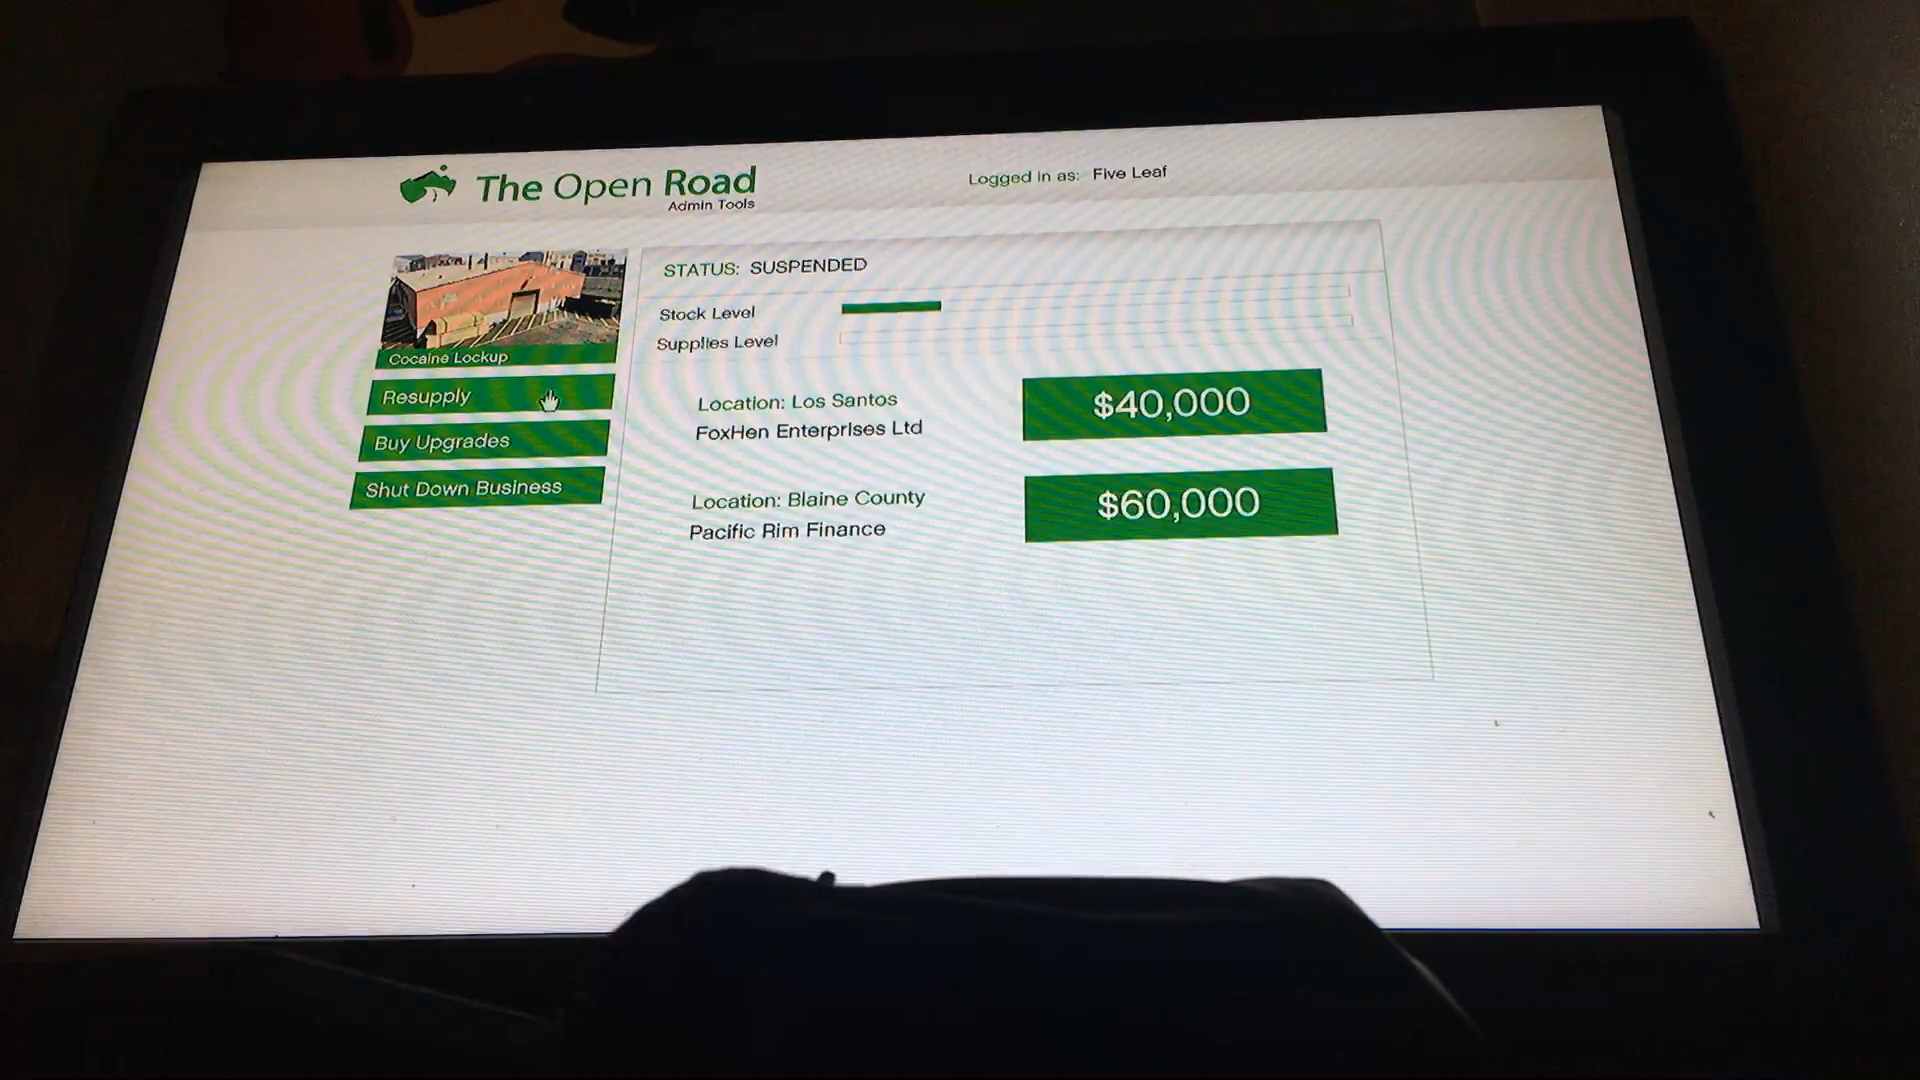 The Open Road
Admin Tools
Logged in as: Five Leaf
Cocaine Lockup
Resupply
Buy Upgrades
Shut Down Business
STATUS: SUSPENDED
Stock Level
Supplies Level
Location: Los Santos
FoxHen Enterprises Ltd
$40,000
Location: Blaine County
Pacific Rim Finance
$60,000